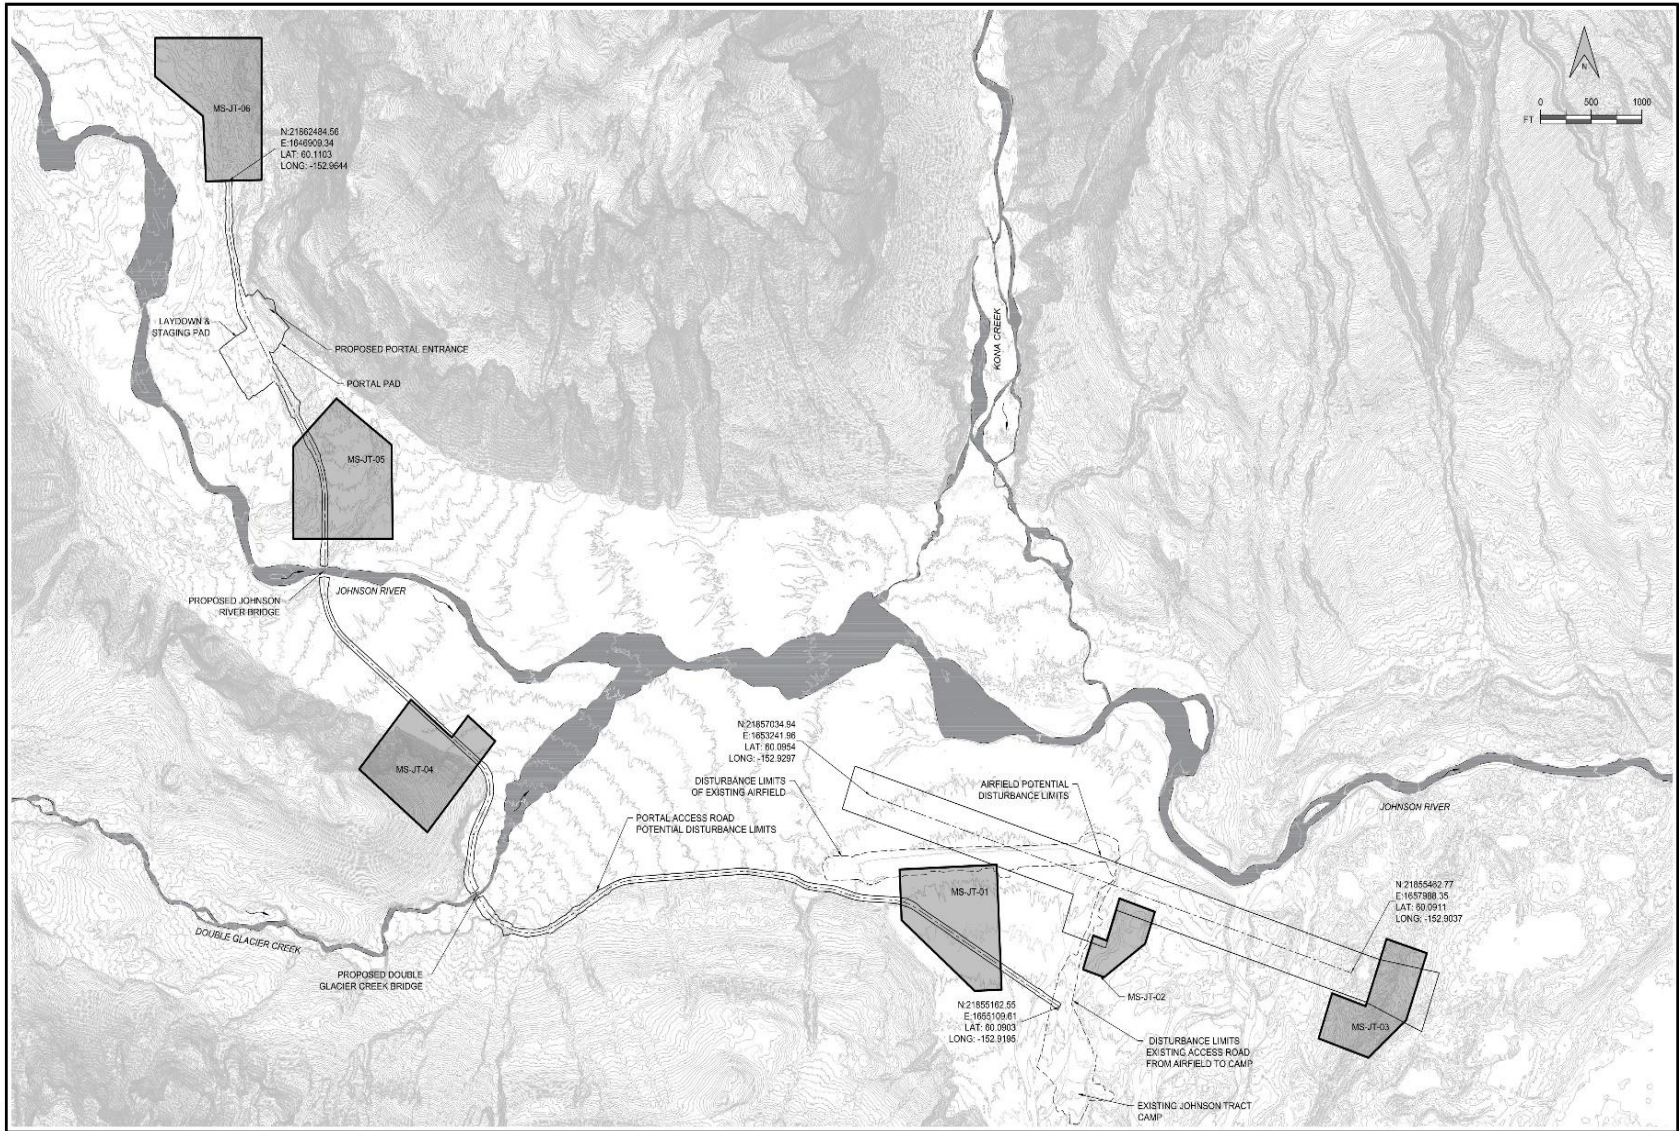 MS-JT-06
N:21862484.56
E:1646909.34
LAT: 60.1103
LONG: -152.9644
N
0 500 1000
FT
LAYDOWN &
STAGING PAD
PROPOSED PORTAL ENTRANCE
PORTAL PAD
KONA CREEK
MS-JT-05
PROPOSED JOHNSON
RIVER BRIDGE
JOHNSON RIVER
MS-JT-04
N:21857034.94
E:1653241.96
LAT: 60.0954
LONG: -152.9297
DISTURBANCE LIMITS
OF EXISTING AIRFIELD
AIRFIELD POTENTIAL
DISTURBANCE LIMITS
JOHNSON RIVER
PORTAL ACCESS ROAD
POTENTIAL DISTURBANCE LIMITS
MS-JT-01
N:21855462.77
E:1657988.35
LAT: 60.0911
LONG: -152.9037
DOUBLE GLACIER CREEK
PROPOSED DOUBLE
GLACIER CREEK BRIDGE
MS-JT-02
N:21855162.55
E:1655109.61
LAT: 60.0903
LONG: -152.9195
MS-JT-03
DISTURBANCE LIMITS
EXISTING ACCESS ROAD
FROM AIRFIELD TO CAMP
EXISTING JOHNSON TRACT
CAMP